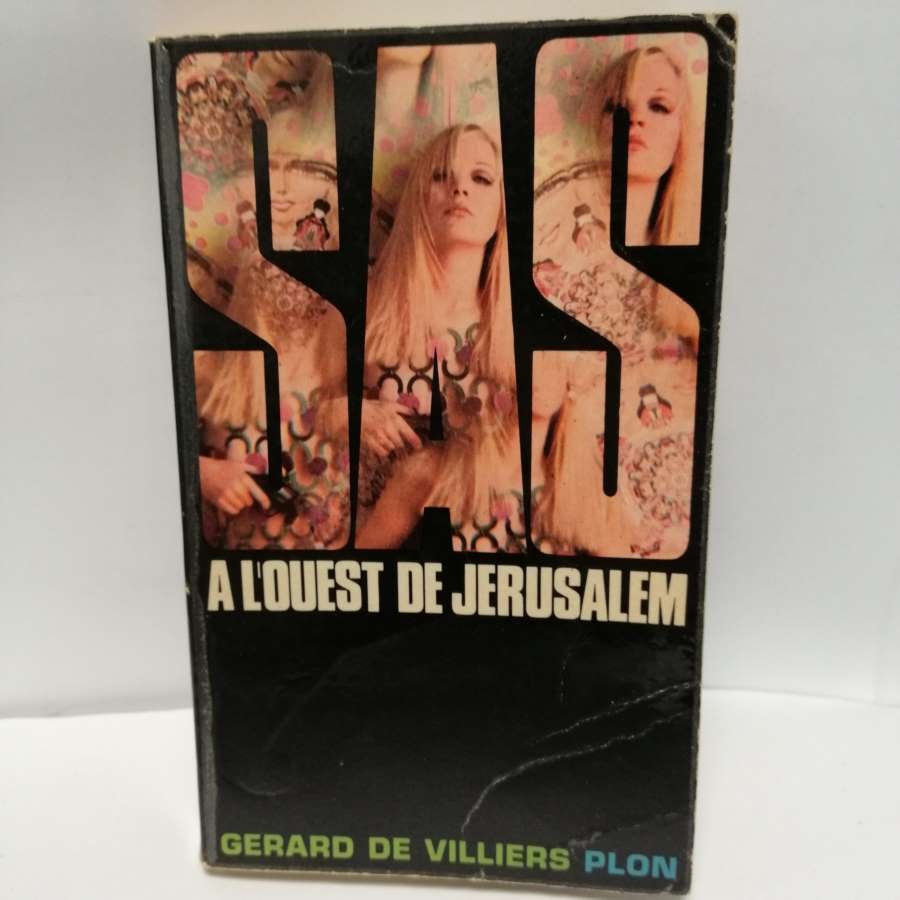 SAS
A L'OUEST DE JERUSALEM
GERARD DE VILLIERS PLON